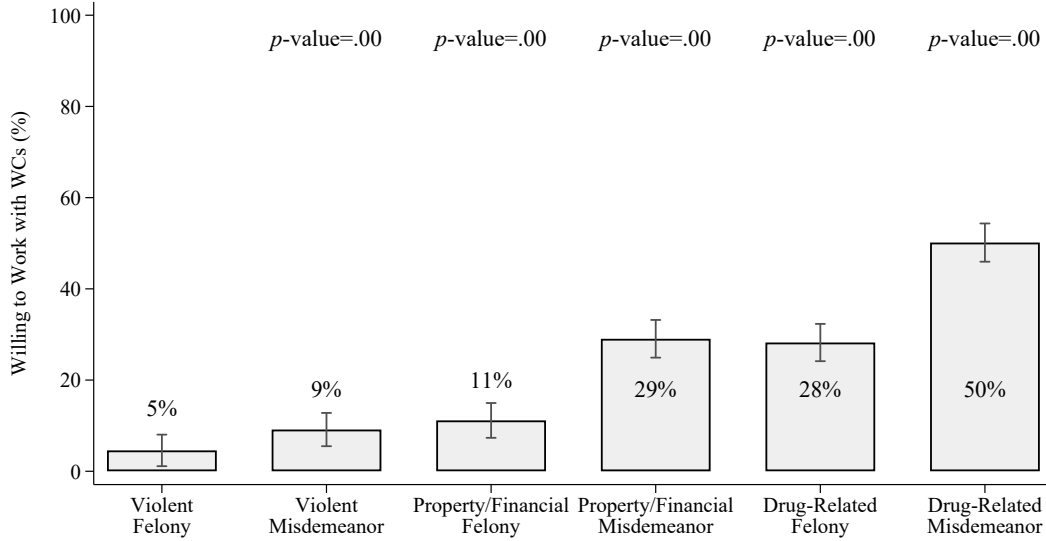 Willing to Work with WCs (%)
100
80
60
40
20
0
p-value=.00
p-value=.00
p-value=.00
p-value=.00
p-value=.00
5%
9%
11%
29%
28%
50%
Violent
Felony
Violent
Misdemeanor
Property/Financial
Felony
Property/Financial
Misdemeanor
Drug-Related
Felony
Drug-Related
Misdemeanor